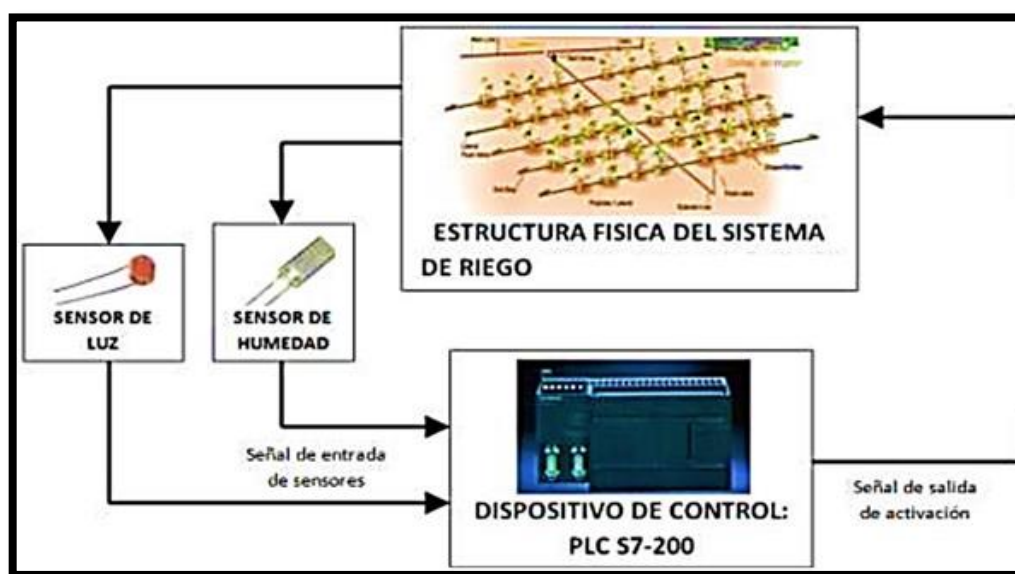 ESTRUCTURA FISICA DEL SISTEMA
DE RIEGO
SENSOR DE
LUZ
SENSOR DE
HUMEDAD
Señal de entrada
de sensores
DISPOSITIVO DE CONTROL:
PLC S7-200
Señal de salida
de activación